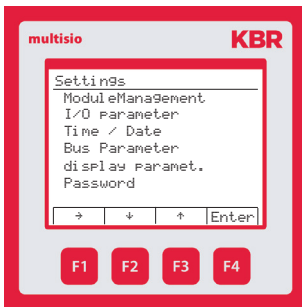 multisio KBR
Settings
ModuleManagement
I/O parameter
Time / Date
Bus Parameter
display paramet.
Password
→ ↓ ↑ Enter
F1 F2 F3 F4